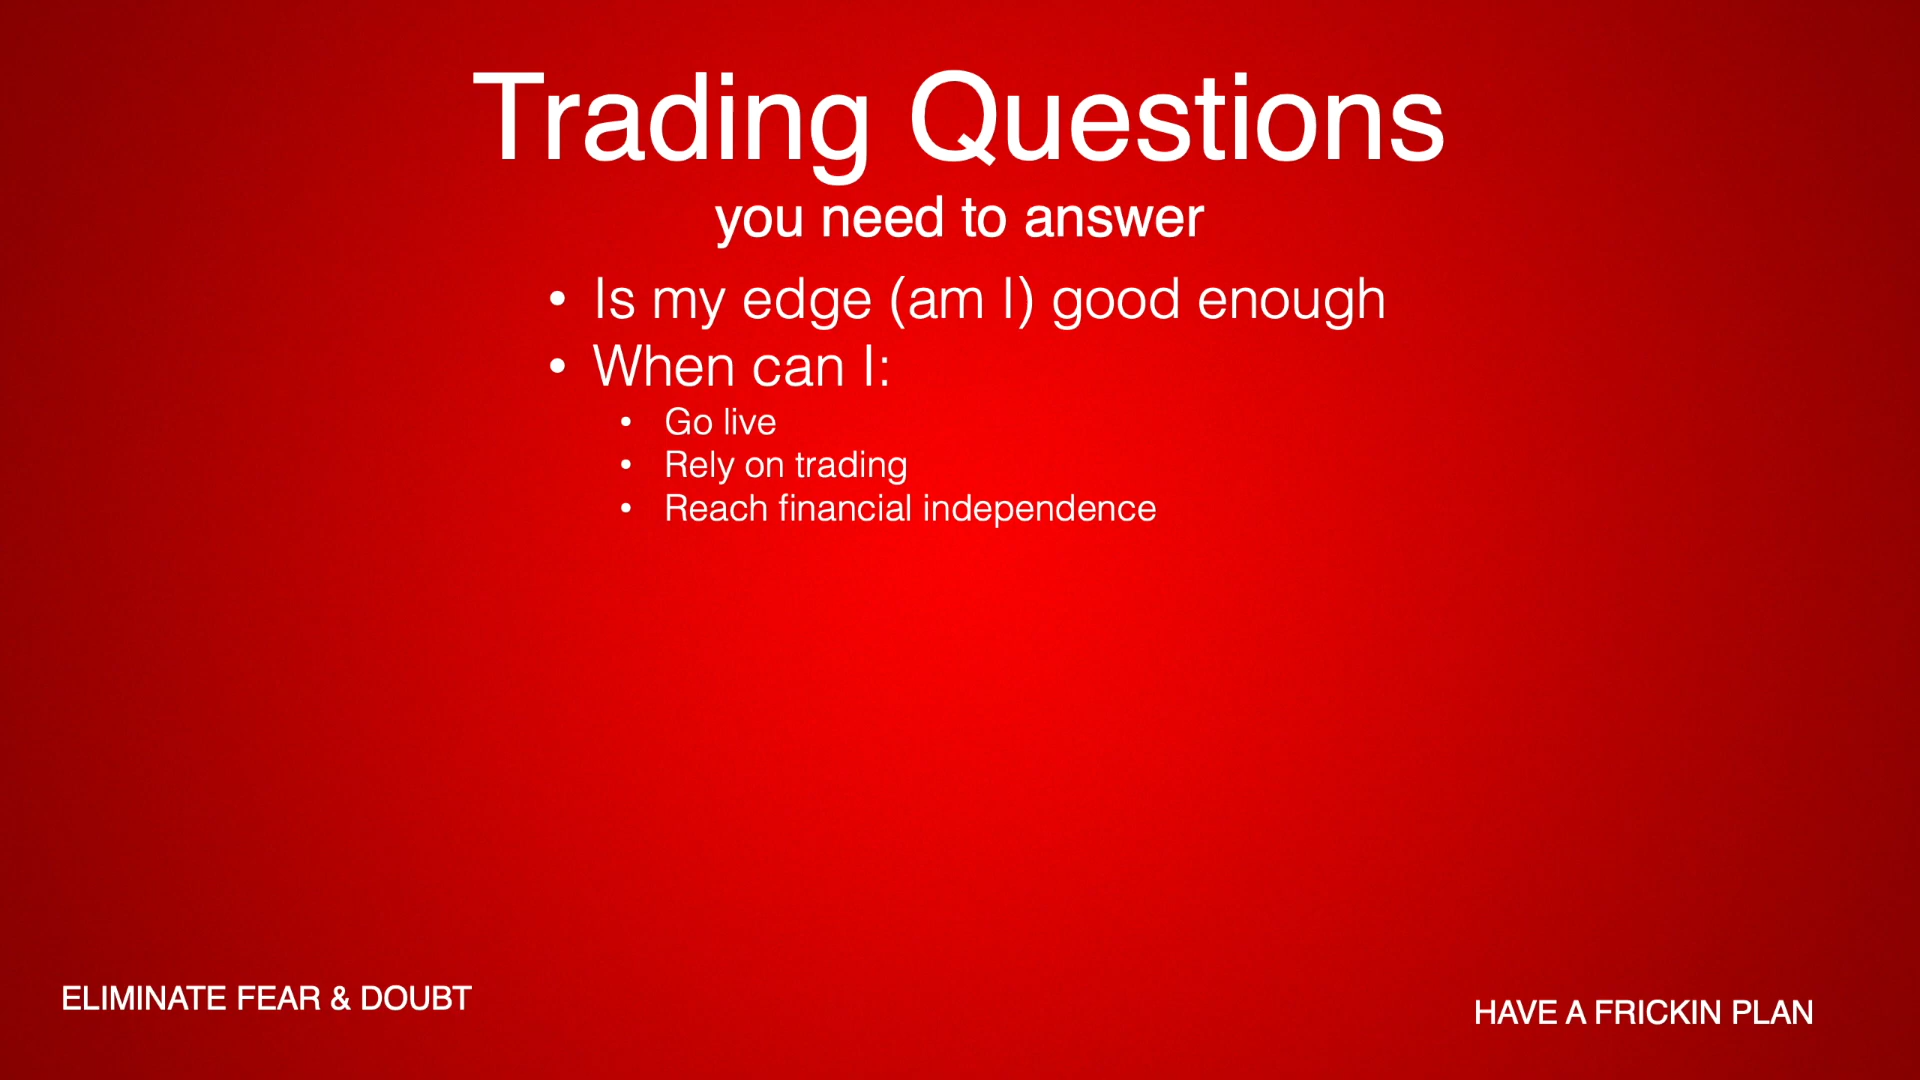 Trading Questions
you need to answer
• Is my edge (am I) good enough
• When can I:
• Go live
• Rely on trading
• Reach financial independence
ELIMINATE FEAR & DOUBT
HAVE A FRICKIN PLAN